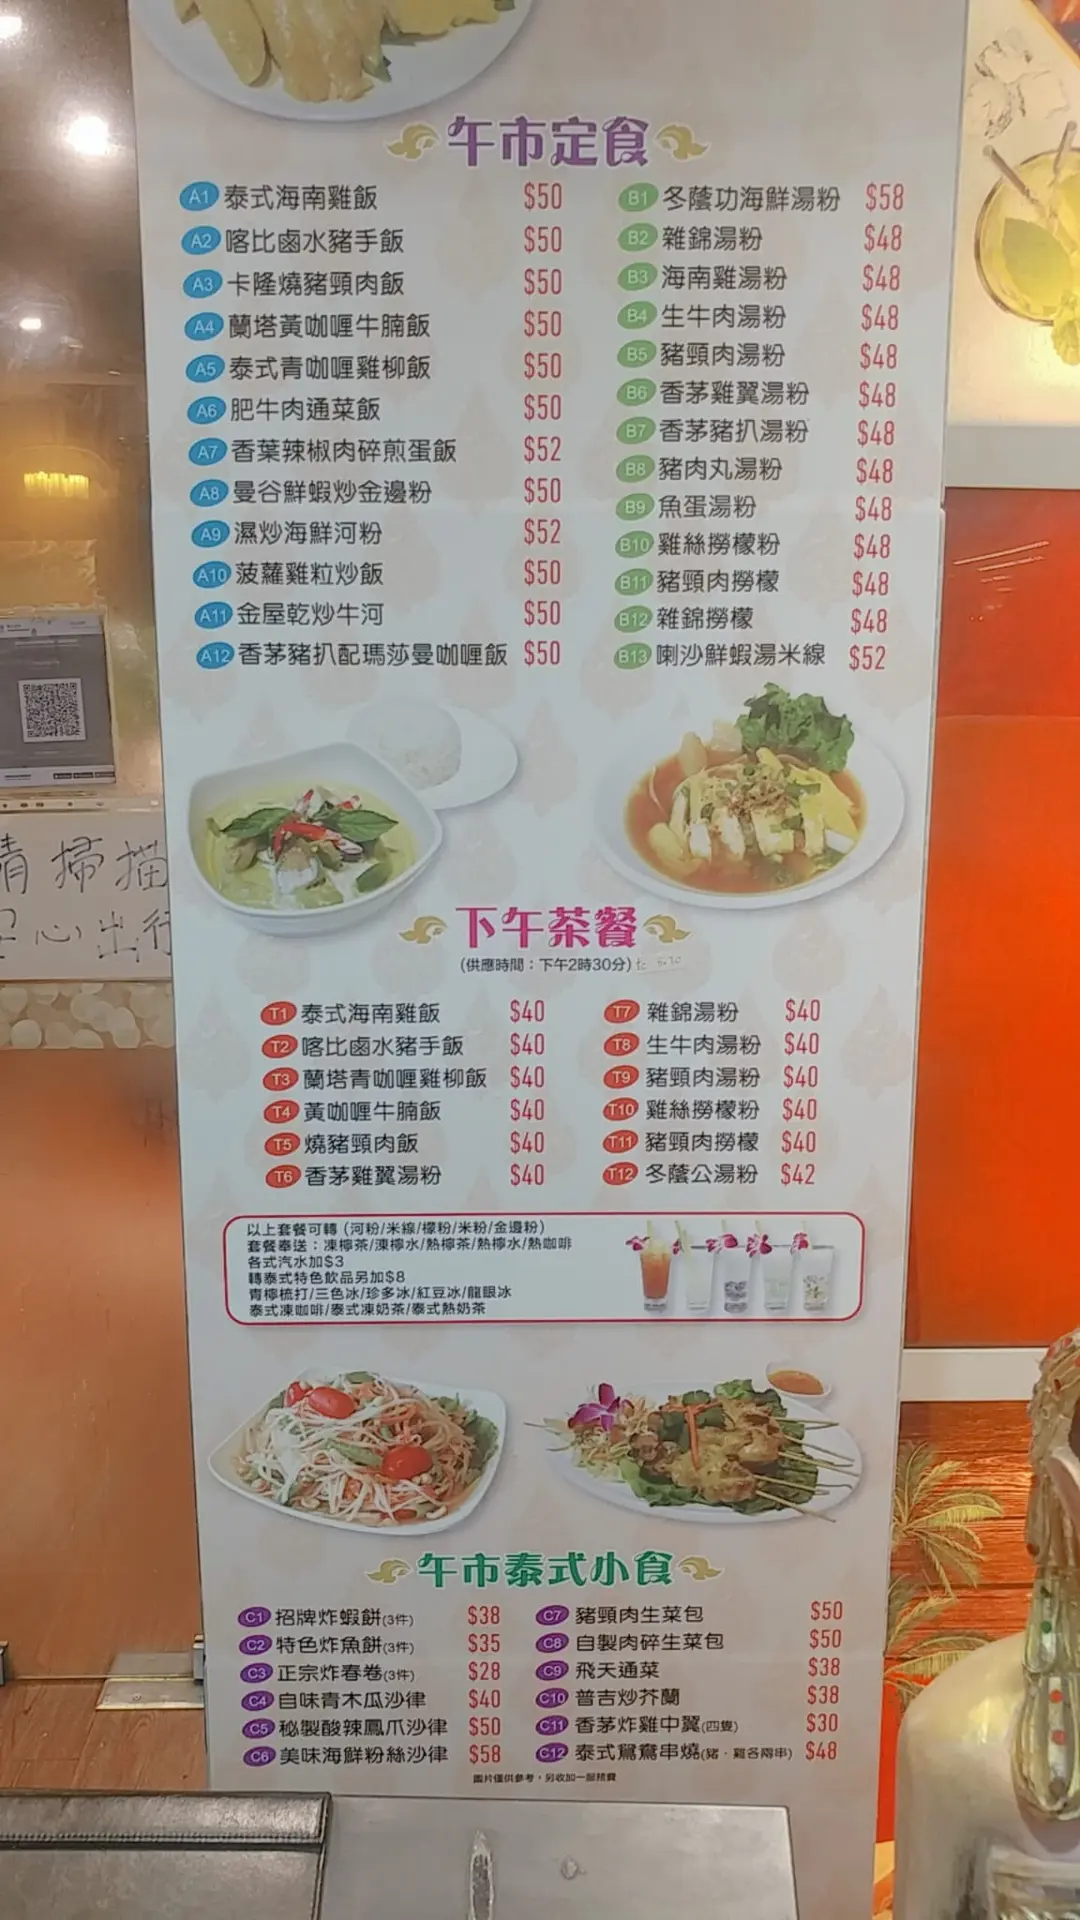 午市定食
A1 泰式海南雞飯 $50
A2 喀比鹵水豬手飯 $50
A3 卡隆燒豬頸肉飯 $50
A4 蘭塔黃咖喱牛腩飯 $50
A5 泰式青咖喱雞柳飯 $50
A6 肥牛肉通菜飯 $50
A7 香葉辣椒肉碎煎蛋飯 $52
A8 曼谷鮮蝦炒金邊粉 $50
A9 濕炒海鮮河粉 $52
A10 菠蘿雞粒炒飯 $50
A11 金屋乾炒牛河 $50
A12 香茅豬扒配瑪莎曼咖喱飯 $50
B1 冬蔭功海鮮湯粉 $58
B2 雜錦湯粉 $48
B3 海南雞湯粉 $48
B4 生牛肉湯粉 $48
B5 豬頸肉湯粉 $48
B6 香茅雞翼湯粉 $48
B7 香茅豬扒湯粉 $48
B8 豬肉丸湯粉 $48
B9 魚蛋湯粉 $48
B10 雞絲撈檬粉 $48
B11 豬頸肉撈檬 $48
B12 雜錦撈檬 $48
B13 喇沙鮮蝦湯米線 $52
下午茶餐
(供應時間：下午2時30分)
T1 泰式海南雞飯 $40
T2 喀比鹵水豬手飯 $40
T3 蘭塔青咖喱雞柳飯 $40
T4 黃咖喱牛腩飯 $40
T5 燒豬頸肉飯 $40
T6 香茅雞翼湯粉 $40
T7 雜錦湯粉 $40
T8 生牛肉湯粉 $40
T9 豬頸肉湯粉 $40
T10 雞絲撈檬粉 $40
T11 豬頸肉撈檬 $40
T12 冬蔭公湯粉 $42
以上套餐可轉 (河粉/米線/檬粉/米粉/金邊粉)
套餐奉送：凍檸茶/凍檸水/熱檸茶/熱檸水/熱咖啡
各式汽水加$3
轉泰式特色飲品另加$8
青檸梳打/三色冰/珍多冰/紅豆冰/龍眼冰
泰式凍咖啡/泰式凍奶茶/泰式熱奶茶
午市泰式小食
C1 招牌炸蝦餅(3件) $38
C2 特色炸魚餅(3件) $35
C3 正宗炸春卷(3件) $28
C4 自味青木瓜沙律 $40
C5 秘製酸辣鳳爪沙律 $50
C6 美味海鮮粉絲沙律 $58
C7 豬頸肉生菜包 $50
C8 自製肉碎生菜包 $50
C9 飛天通菜 $38
C10 普吉炒芥蘭 $38
C11 香茅炸雞中翼(四隻) $30
C12 泰式鴛鴦串燒(豬．雞各兩串) $48
圖片僅供參考，另收加一服務費
掃描
心出行